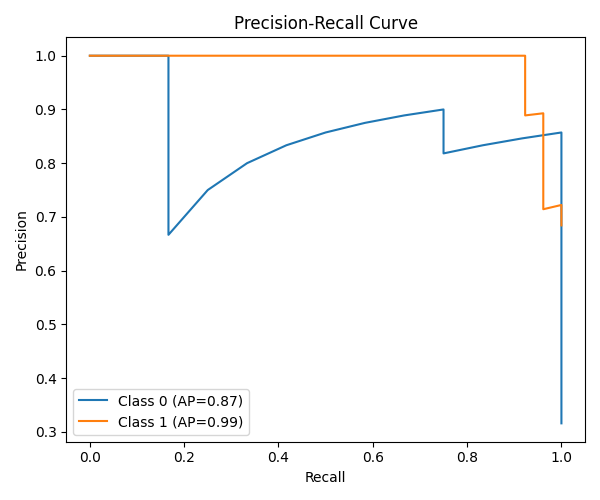 Precision-Recall Curve
1.0
0.9
0.8
0.7
0.6
0.5
0.4
0.3
Precision
Class 0 (AP=0.87)
Class 1 (AP=0.99)
0.0 0.2 0.4 0.6 0.8 1.0
Recall